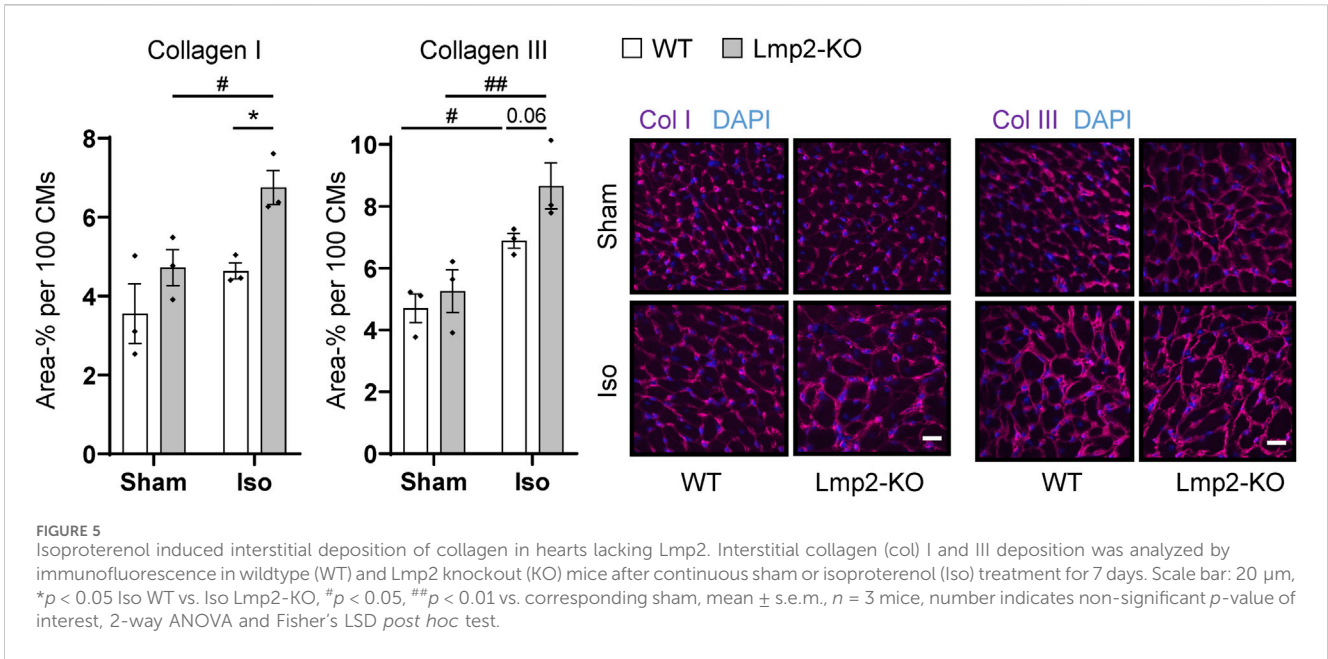 Collagen I
#
*
Area-% per 100 CMs
8
6
4
2
0
Sham Iso
Collagen III
##
# 0.06
Area-% per 100 CMs
10
8
6
4
2
0
Sham Iso
WT Lmp2-KO
Col I DAPI
Col III DAPI
Sham
Iso
WT Lmp2-KO
WT Lmp2-KO
FIGURE 5
Isoproterenol induced interstitial deposition of collagen in hearts lacking Lmp2. Interstitial collagen (col) I and III deposition was analyzed by
immunofluorescence in wildtype (WT) and Lmp2 knockout (KO) mice after continuous sham or isoproterenol (Iso) treatment for 7 days. Scale bar: 20 μm,
*p < 0.05 Iso WT vs. Iso Lmp2-KO, #p < 0.05, ##p < 0.01 vs. corresponding sham, mean ± s.e.m., n = 3 mice, number indicates non-significant p-value of
interest, 2-way ANOVA and Fisher's LSD post hoc test.